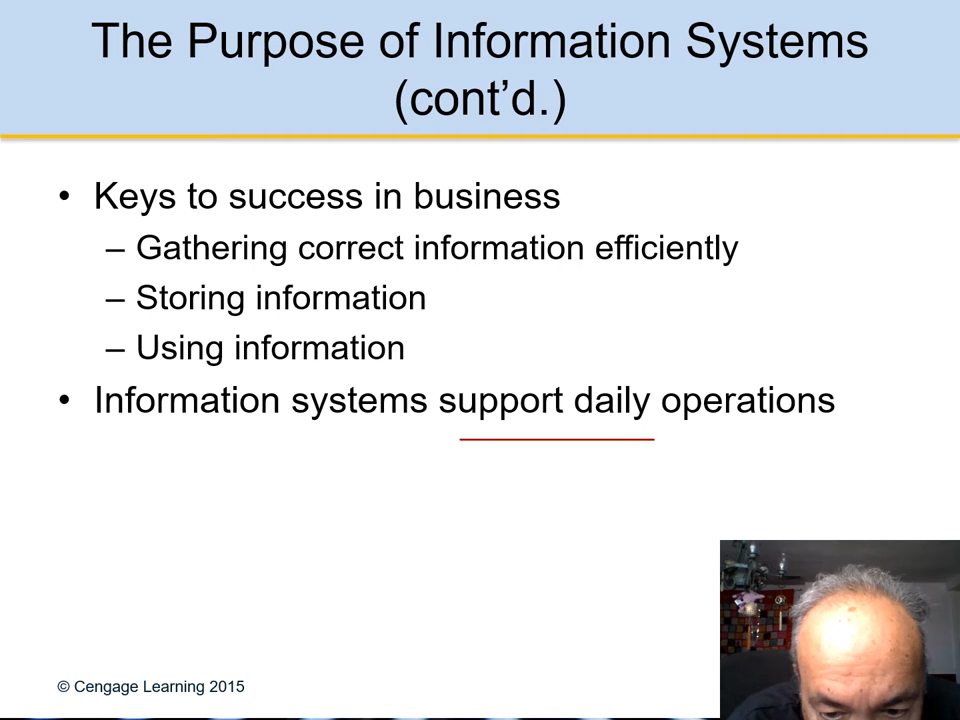 The Purpose of Information Systems
(cont’d.)
• Keys to success in business
– Gathering correct information efficiently
– Storing information
– Using information
• Information systems support daily operations
© Cengage Learning 2015